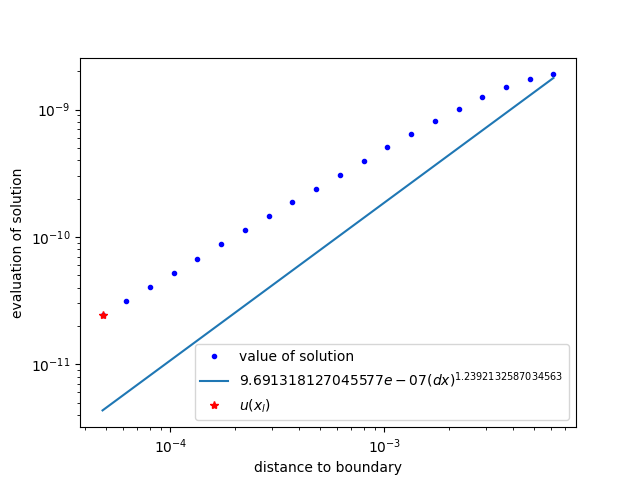 10⁻⁹
10⁻¹⁰
10⁻¹¹
evaluation of solution
value of solution
9.691318127045577e − 07(dx)^1.2392132587034563
u(x_l)
10⁻⁴
10⁻³
distance to boundary